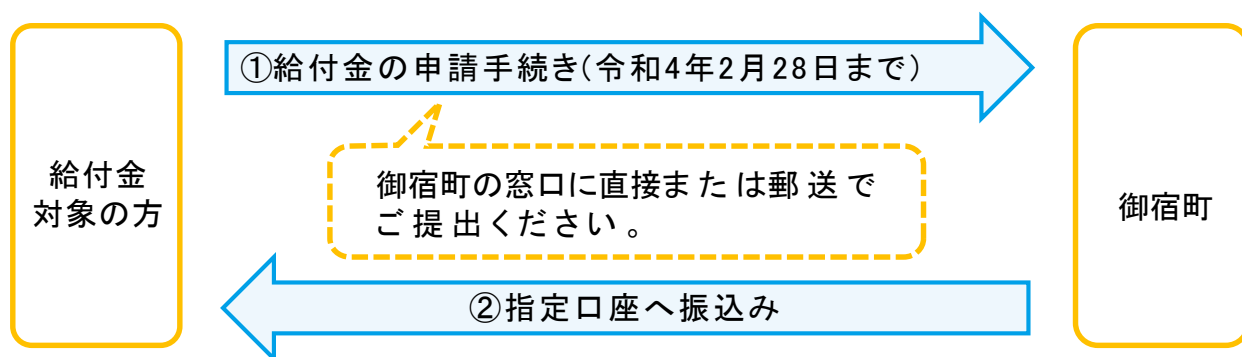 給付金
対象の方
①給付金の申請手続き(令和4年2月28日まで)
御宿町の窓口に直接または郵送で
ご提出ください。
②指定口座へ振込み
御宿町